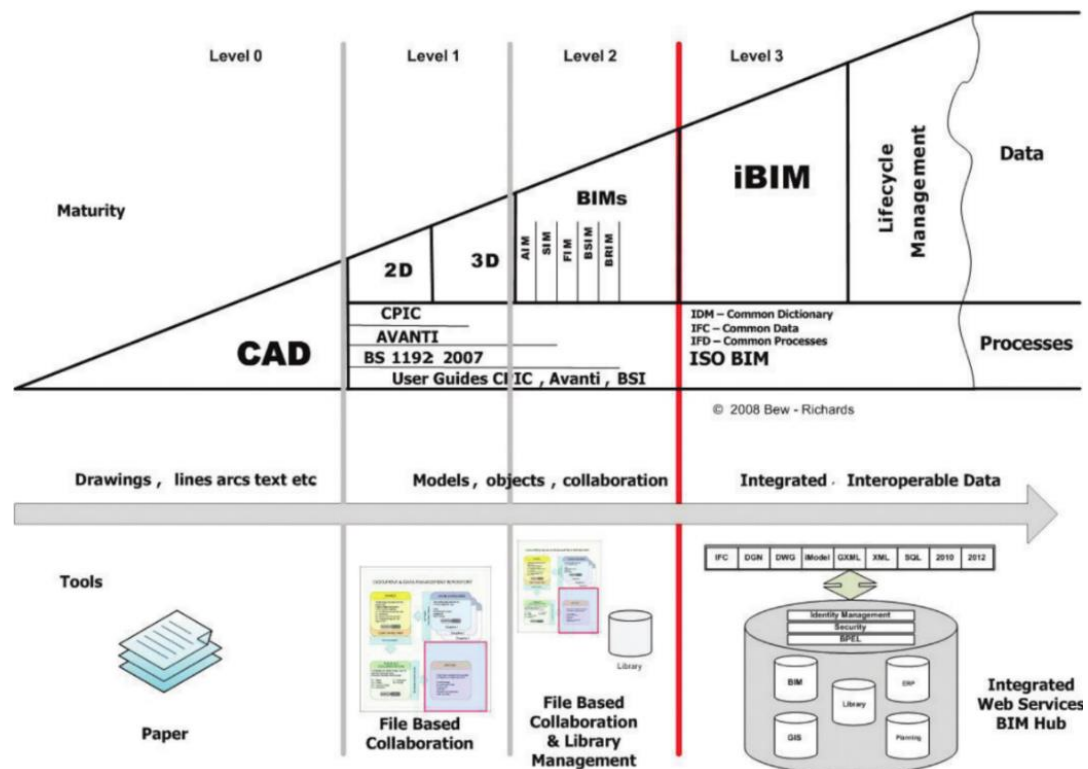 Level 0
Level 1
Level 2
Level 3
Maturity
CAD
2D
3D
BIMs
AIM
SIM
FIM
BSIM
BRIM
iBIM
Lifecycle
Management
Data
CPIC
AVANTI
BS 1192: 2007
User Guides CPIC , Avanti , BSI
IDM – Common Dictionary
IFC – Common Data
IFD – Common Processes
ISO BIM
Processes
© 2008 Bew - Richards
Drawings , lines arcs text etc
Models , objects , collaboration
Integrated , Interoperable Data
Tools
Paper
File Based
Collaboration
Library
File Based
Collaboration
& Library
Management
IFC DGN DWG iModel GXML XML SQL 2010 2012
Identity Management
Security
BPEL
BIM
ERP
Library
GIS
Planning
Integrated
Web Services
BIM Hub